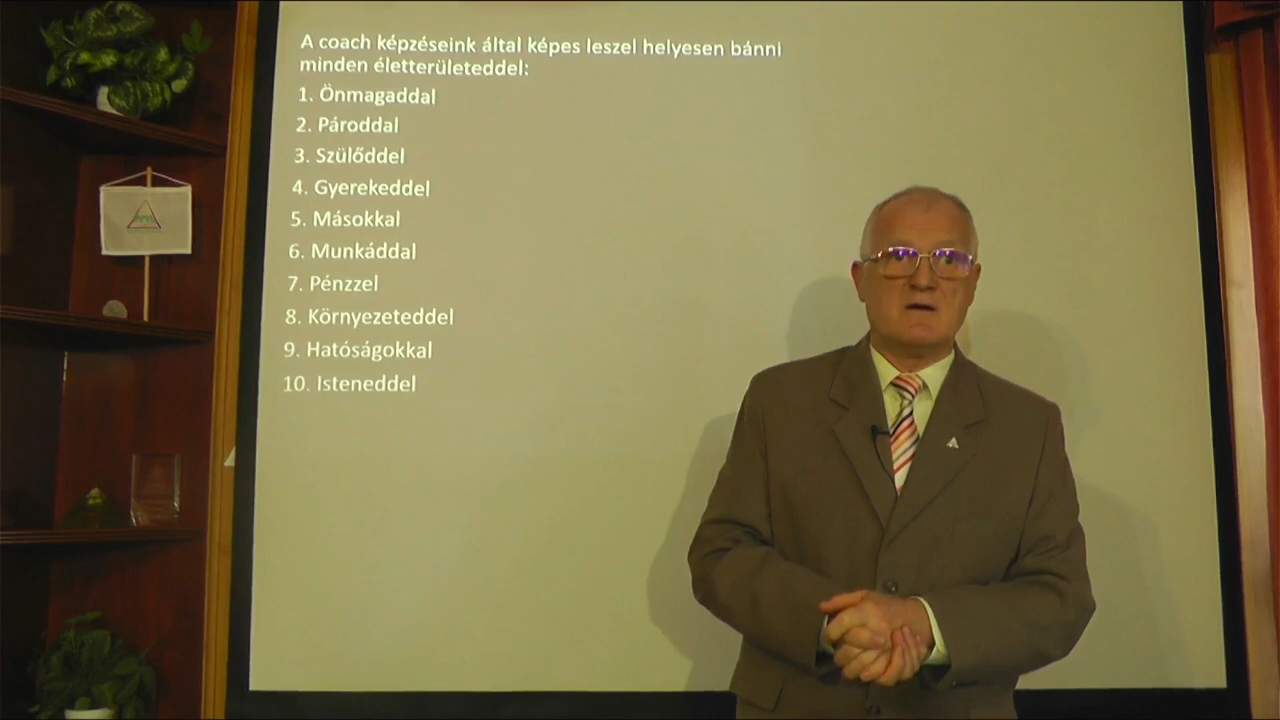 A coach képzéseink által képes leszel helyesen bánni
minden életterületeddel:
1. Önmagaddal
2. Pároddal
3. Szülőddel
4. Gyerekeddel
5. Másokkal
6. Munkáddal
7. Pénzzel
8. Környezeteddel
9. Hatóságokkal
10. Isteneddel